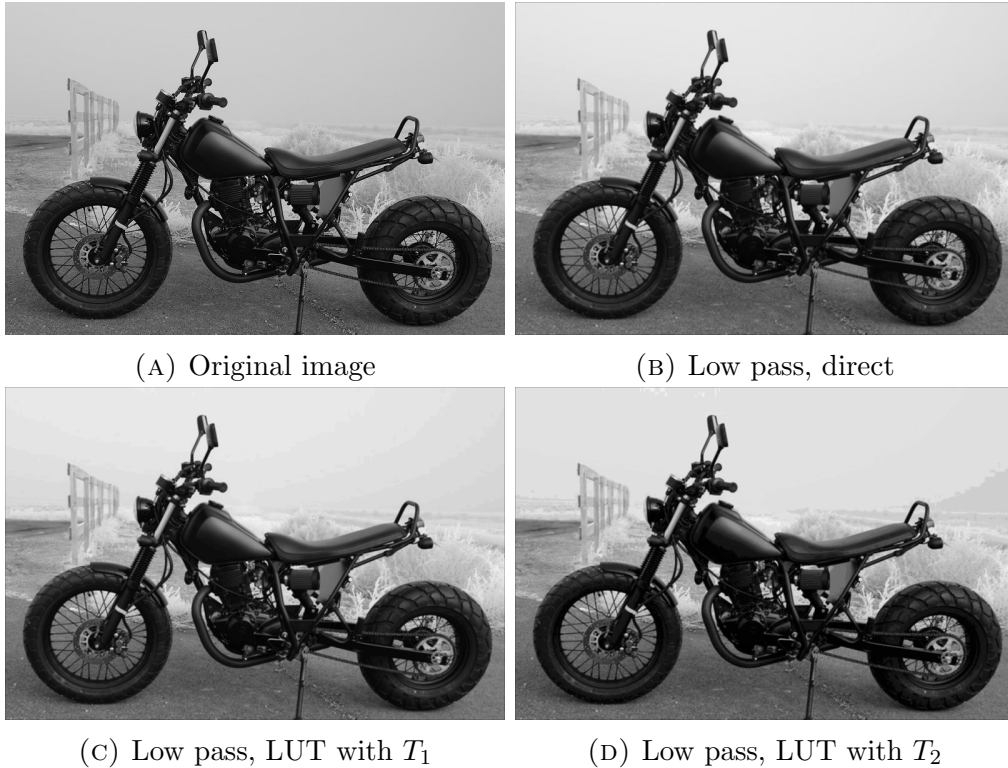 (A) Original image
(B) Low pass, direct
(C) Low pass, LUT with T₁
(D) Low pass, LUT with T₂